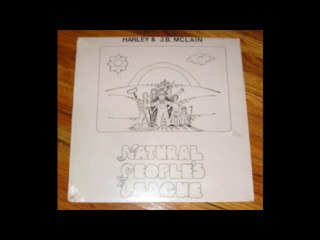 HARLEY & J.B. MCLAIN
NATURAL
PEOPLE'S
LEAGUE